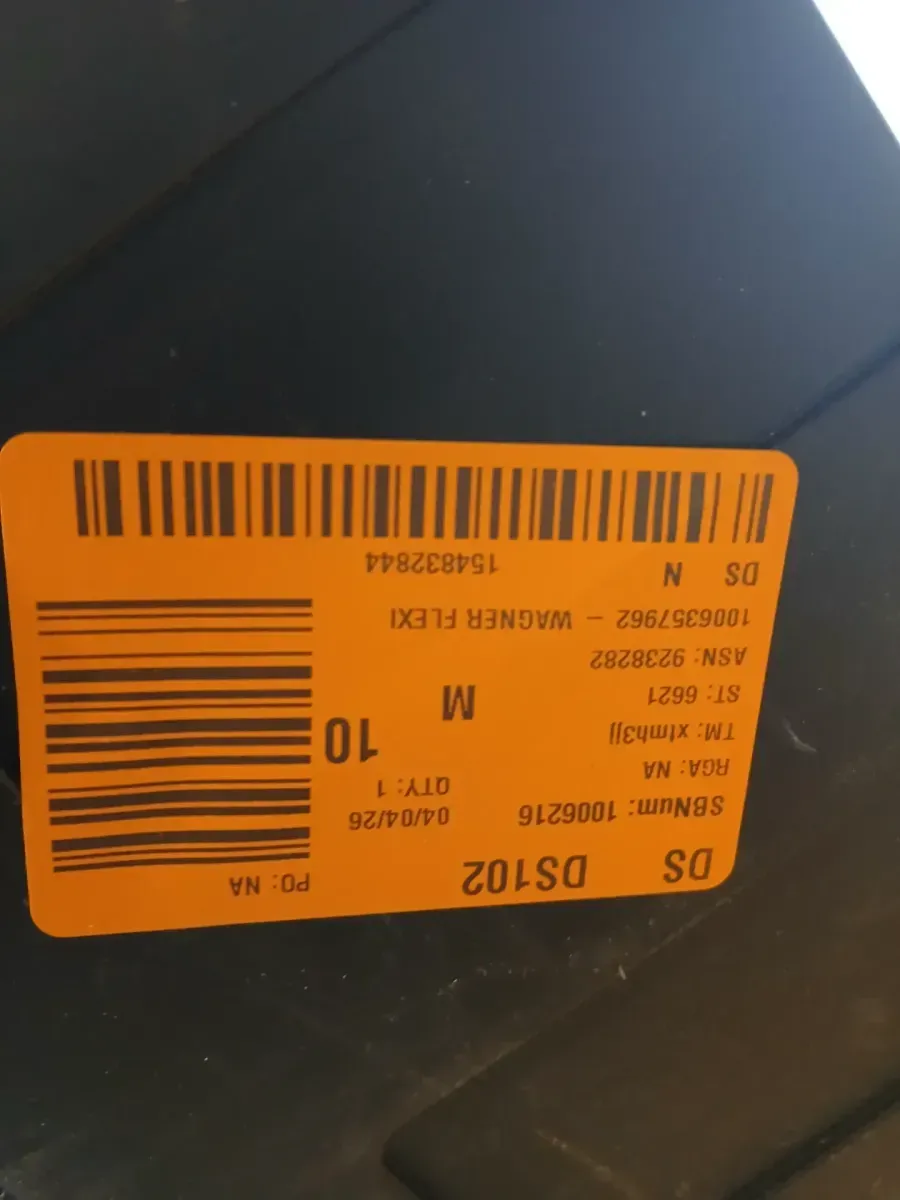 DS DS102 PO: NA
SBNum: 1006216 04/04/26
RGA: NA QTY: 1
TM: xtmh3jj 10
ST: 6621 M
ASN: 9238282
1006357962 – WAGNER FLEXI
DS N 154832844